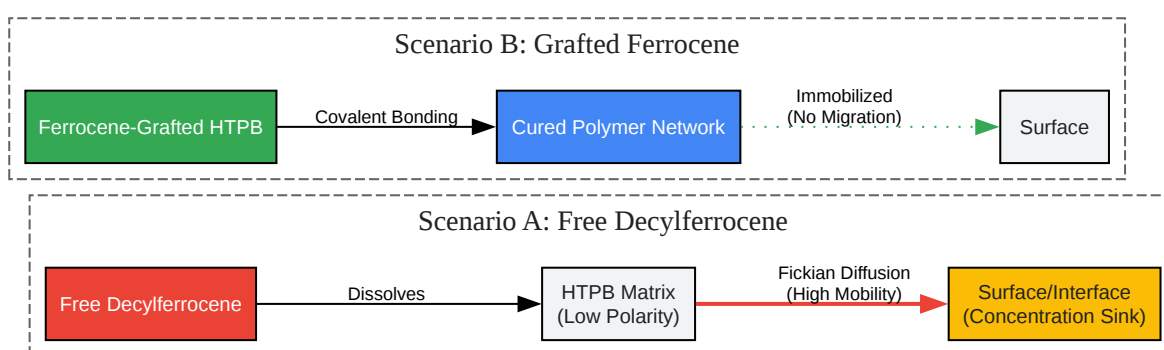 Scenario B: Grafted Ferrocene
Ferrocene-Grafted HTPB
Covalent Bonding
Cured Polymer Network
Immobilized
(No Migration)
Surface
Scenario A: Free Decylferrocene
Free Decylferrocene
Dissolves
HTPB Matrix
(Low Polarity)
Fickian Diffusion
(High Mobility)
Surface/Interface
(Concentration Sink)